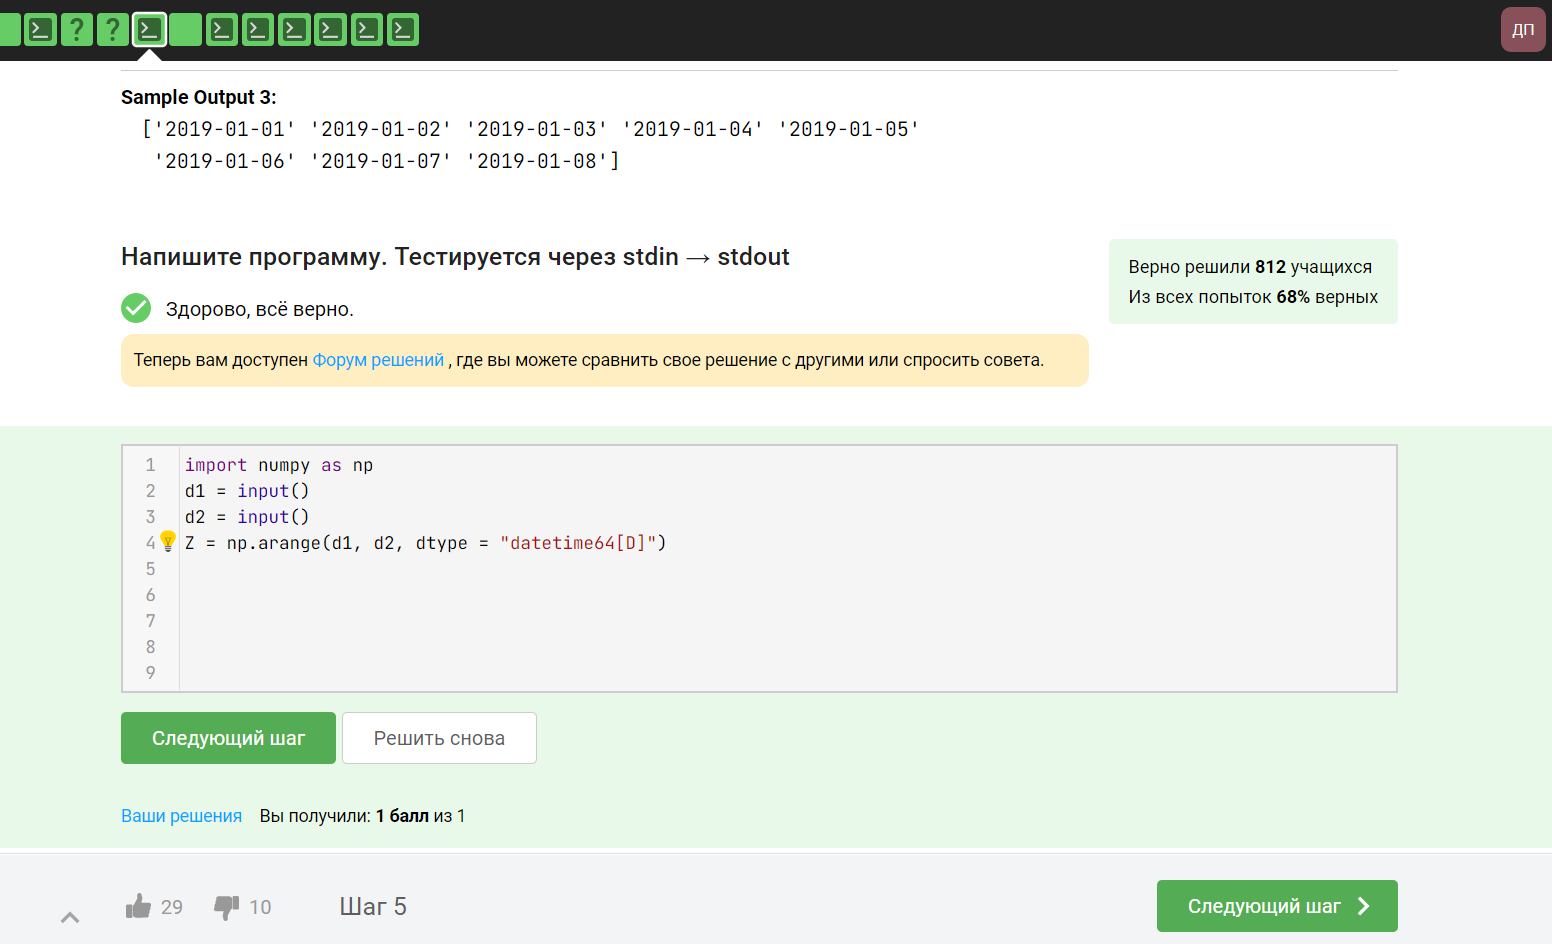 ? ? ДП
Sample Output 3:
['2019-01-01' '2019-01-02' '2019-01-03' '2019-01-04' '2019-01-05'
'2019-01-06' '2019-01-07' '2019-01-08']
Напишите программу. Тестируется через stdin → stdout
Верно решили 812 учащихся
Из всех попыток 68% верных
Здорово, всё верно.
Теперь вам доступен Форум решений , где вы можете сравнить свое решение с другими или спросить совета.
1 import numpy as np
2 d1 = input()
3 d2 = input()
4 Z = np.arange(d1, d2, dtype = "datetime64[D]")
5
6
7
8
9
Следующий шаг Решить снова
Ваши решения Вы получили: 1 балл из 1
29 10 Шаг 5 Следующий шаг